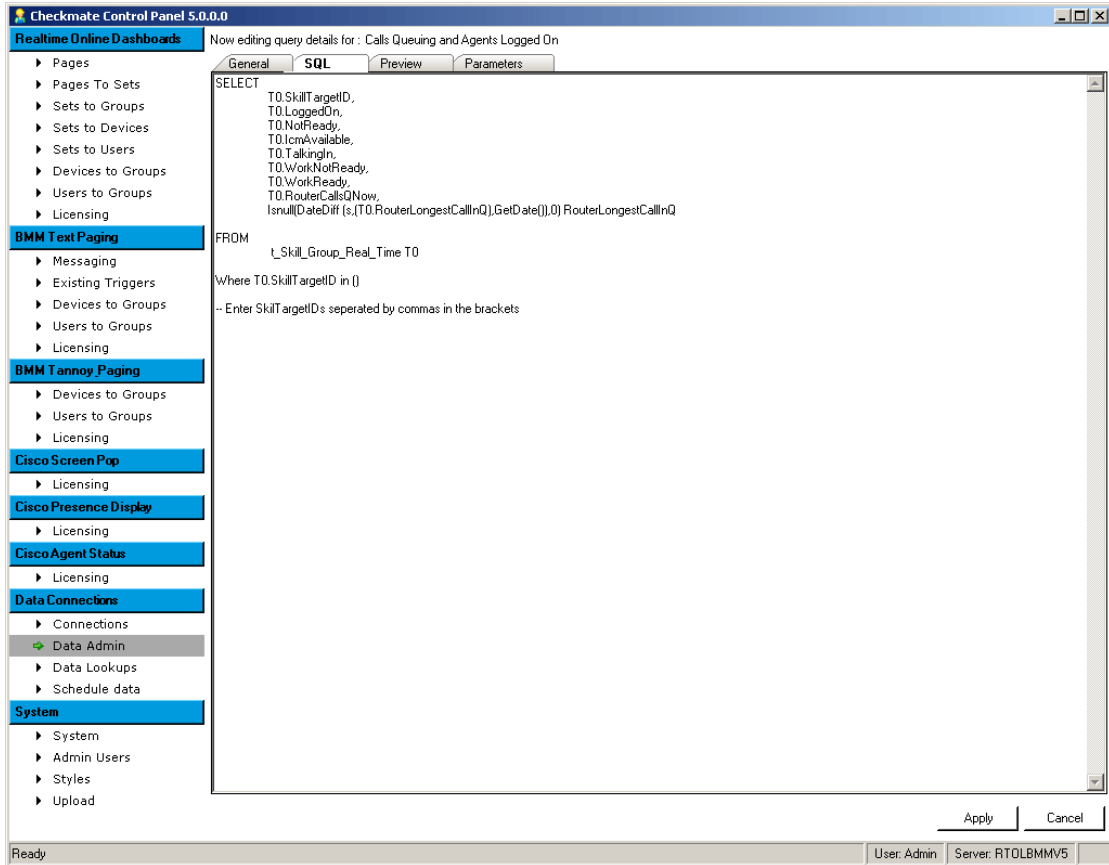 Checkmate Control Panel 5.0.0.0
Realtime Online Dashboards
Pages
Pages To Sets
Sets to Groups
Sets to Devices
Sets to Users
Devices to Groups
Users to Groups
Licensing
BMM Text Paging
Messaging
Existing Triggers
Devices to Groups
Users to Groups
Licensing
BMM Tannoy Paging
Devices to Groups
Users to Groups
Licensing
Cisco Screen Pop
Licensing
Cisco Presence Display
Licensing
Cisco Agent Status
Licensing
Data Connections
Connections
Data Admin
Data Lookups
Schedule data
System
System
Admin Users
Styles
Upload
Now editing query details for : Calls Queuing and Agents Logged On
General SQL Preview Parameters
SELECT
T0.SkillTargetID,
T0.LoggedOn,
T0.NotReady,
T0.IcmAvailable,
T0.TalkingIn,
T0.WorkNotReady,
T0.WorkReady,
T0.RouterCallsQNow,
Isnull(DateDiff (s,(T0.RouterLongestCallInQ),GetDate()),0) RouterLongestCallInQ
FROM
t_Skill_Group_Real_Time T0
Where T0.SkillTargetID in ()
-- Enter SkilTargetIDs seperated by commas in the brackets
Apply Cancel
Ready User: Admin Server: RTOLBMMV5